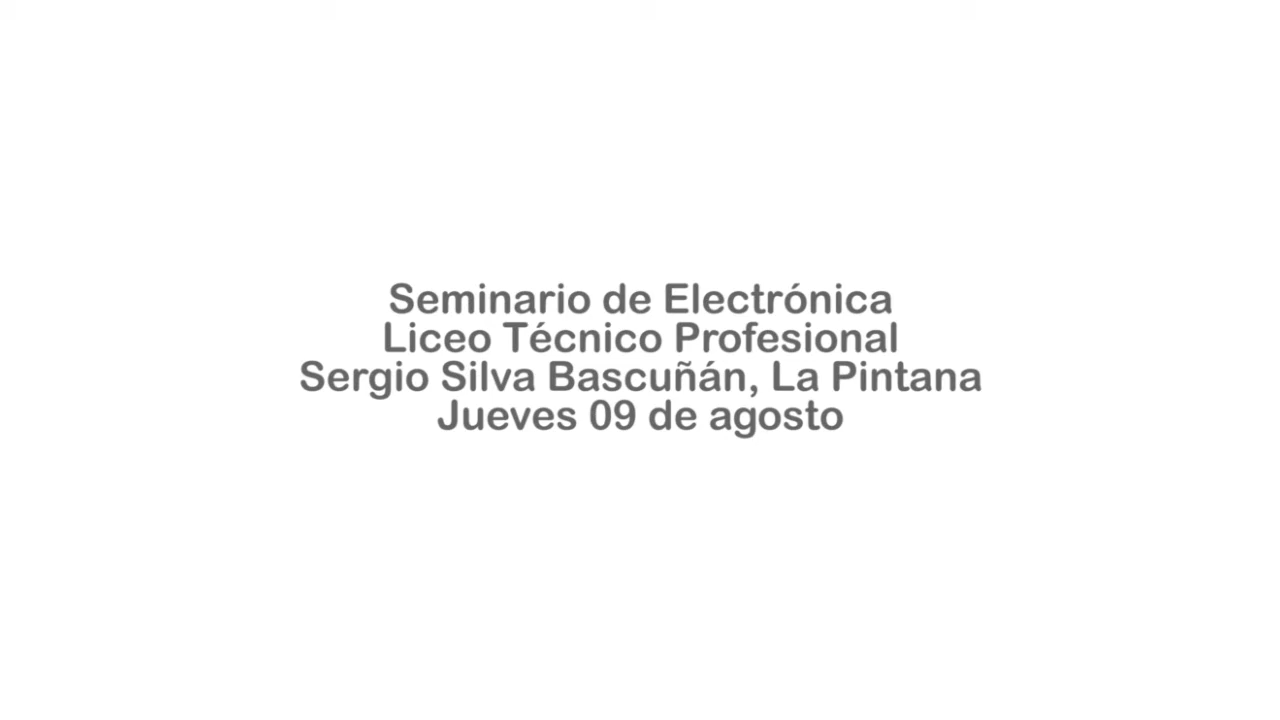 Seminario de Electrónica
Liceo Técnico Profesional
Sergio Silva Bascuñán, La Pintana
Jueves 09 de agosto